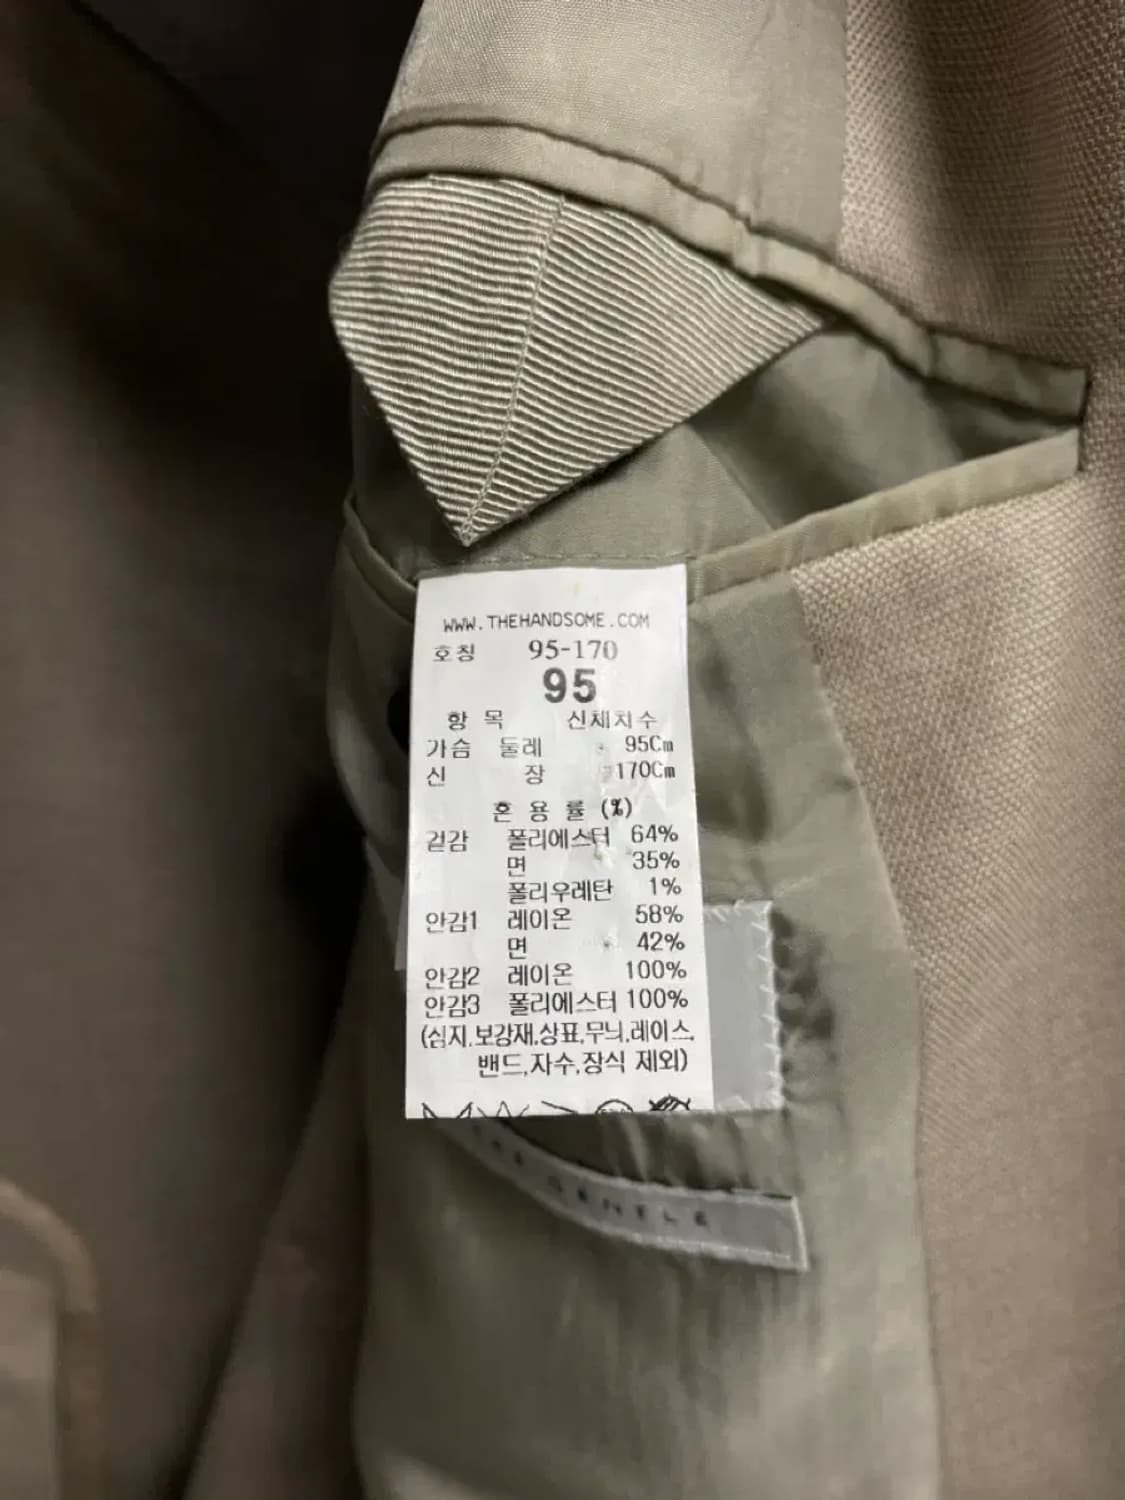 WWW.THEHANDSOME.COM
호칭 95-170
95
항 목 신체치수
가슴 둘레 95Cm
신 장 170Cm
혼 용 률 (%)
겉감 폴리에스터 64%
면 35%
폴리우레탄 1%
안감1 레이온 58%
면 42%
안감2 레이온 100%
안감3 폴리에스터 100%
(심지,보강재,상표,무늬,레이스,
밴드,자수,장식 제외)